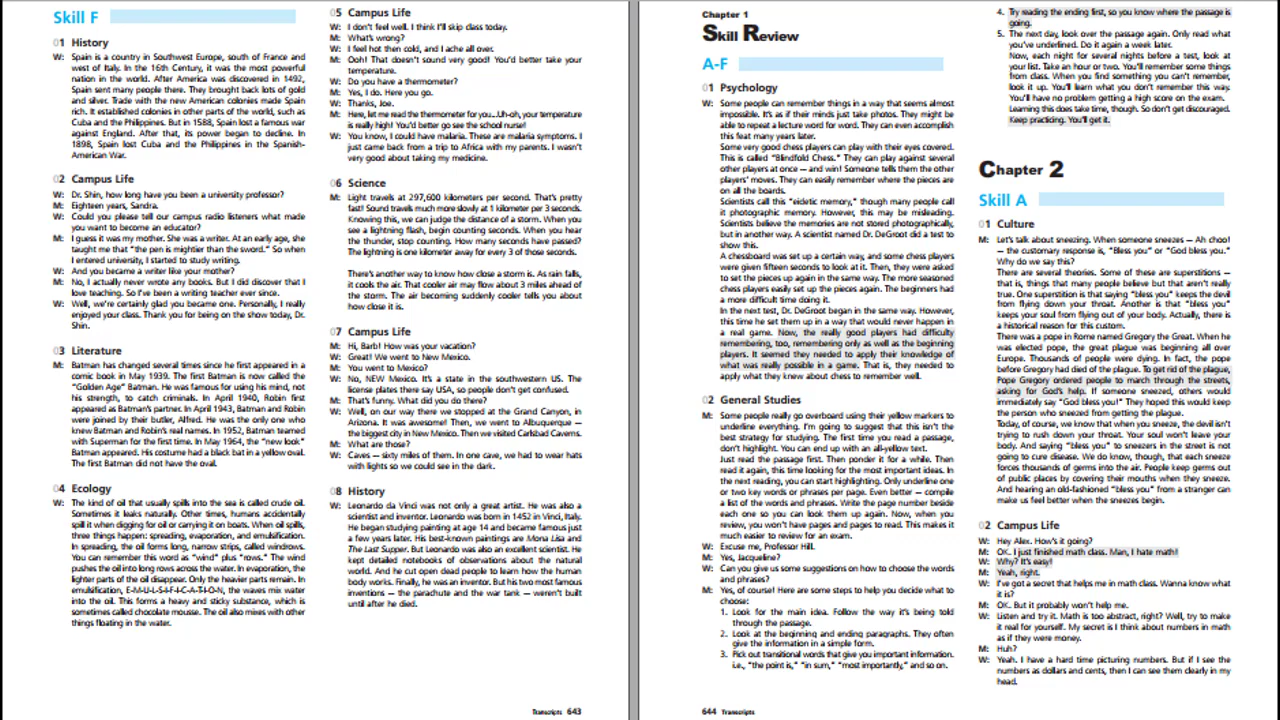 Skill F
01 History
W: Spain is a country in Southwest Europe, south of France and
west of Italy. In the 16th Century, it was the most powerful
nation in the world. After America was discovered in 1492,
Spain sent many people there. They brought back lots of gold
and silver. Trade with the new American colonies made Spain
rich. It established colonies in other parts of the world, such as
Cuba and the Philippines. But in 1588, Spain lost a famous war
against England. After that, its power began to decline. In
1898, Spain lost Cuba and the Philippines in the Spanish-
American War.
02 Campus Life
W: Dr. Shin, how long have you been a university professor?
M: Eighteen years, Sandra.
W: Could you please tell our campus radio listeners what made
you want to become an educator?
M: I guess it was my mother. She was a writer. At an early age, she
taught me that "the pen is mightier than the sword." So when
I entered university, I started to study writing.
W: And you became a writer like your mother?
M: No, I actually never wrote any books. But I did discover that I
love teaching. So I've been a writing teacher ever since.
W: Well, we're certainly glad you became one. Personally, I really
enjoyed your class. Thank you for being on the show today, Dr.
Shin.
03 Literature
M: Batman has changed several times since he first appeared in a
comic book in May 1939. The first Batman is now called the
"Golden Age" Batman. He was famous for using his mind, not
his strength, to catch criminals. In April 1940, Robin first
appeared as Batman's partner. In April 1943, Batman and Robin
were joined by their butler, Alfred. He was the only one who
knew Batman and Robin's real names. In 1952, Batman teamed
with Superman for the first time. In May 1964, the "new look"
Batman appeared. His costume had a black bat in a yellow oval.
The first Batman did not have the oval.
04 Ecology
W: The kind of oil that usually spills into the sea is called crude oil.
Sometimes it leaks naturally. Other times, humans accidentally
spill it when digging for oil or carrying it on boats. When oil spills,
three things happen: spreading, evaporation, and emulsification.
In spreading, the oil forms long, narrow strips, called windrows.
You can remember this word as "wind" plus "rows." The wind
pushes the oil into long rows across the water. In evaporation, the
lighter parts of the oil disappear. Only the heavier parts remain. In
emulsification, E-M-U-L-S-I-F-I-C-A-T-I-O-N, the waves mix water
into the oil. This forms a heavy and sticky substance, which is
sometimes called chocolate mousse. The oil also mixes with other
things floating in the water.
05 Campus Life
W: I don't feel well. I think I'll skip class today.
M: What's wrong?
W: I feel hot then cold, and I ache all over.
M: Ooh! That doesn't sound very good! You'd better take your
temperature.
W: Do you have a thermometer?
M: Yes, I do. Here you go.
W: Thanks, Joe.
M: Here, let me read the thermometer for you...Uh-oh, your temperature
is really high! You'd better go see the school nurse!
W: You know, I could have malaria. These are malaria symptoms. I
just came back from a trip to Africa with my parents. I wasn't
very good about taking my medicine.
06 Science
M: Light travels at 297,600 kilometers per second. That's pretty
fast! Sound travels much more slowly at 1 kilometer per 3 seconds.
Knowing this, we can judge the distance of a storm. When you
see a lightning flash, begin counting seconds. When you hear
the thunder, stop counting. How many seconds have passed?
The lightning is one kilometer away for every 3 of those seconds.
There's another way to know how close a storm is. As rain falls,
it cools the air. That cooler air may flow about 3 miles ahead of
the storm. The air becoming suddenly cooler tells you about
how close it is.
07 Campus Life
M: Hi, Barb! How was your vacation?
W: Great! We went to New Mexico.
M: You went to Mexico?
W: No, NEW Mexico. It's a state in the southwestern US. The
license plates there say USA, so people don't get confused.
M: That's funny. What did you do there?
W: Well, on our way there we stopped at the Grand Canyon, in
Arizona. It was awesome! Then, we went to Albuquerque —
the biggest city in New Mexico. Then we visited Carlsbad Caverns.
M: What are those?
W: Caves — sixty miles of them. In one cave, we had to wear hats
with lights so we could see in the dark.
08 History
W: Leonardo da Vinci was not only a great artist. He was also a
scientist and inventor. Leonardo was born in 1452 in Vinci, Italy.
He began studying painting at age 14 and became famous just
a few years later. His best-known paintings are Mona Lisa and
The Last Supper. But Leonardo was also an excellent scientist. He
kept detailed notebooks of observations about the natural
world. And he cut open dead people to learn how the human
body works. Finally, he was an inventor. But his two most famous
inventions — the parachute and the war tank — weren't built
until after he died.
Transcripts 643
Chapter 1
Skill Review
A-F
01 Psychology
W: Some people can remember things in a way that seems almost
impossible. It's as if their minds just take photos. They might be
able to repeat a lecture word for word. They can even accomplish
this feat many years later.
Some very good chess players can play with their eyes covered.
This is called "Blindfold Chess." They can play against several
other players at once — and win! Someone tells them the other
players' moves. They can easily remember where the pieces are
on all the boards.
Scientists call this "eidetic memory," though many people call
it photographic memory. However, this may be misleading.
Scientists believe the memories are not stored photographically,
but in another way. A scientist named Dr. DeGroot did a test to
show this.
A chessboard was set up a certain way, and some chess players
were given fifteen seconds to look at it. Then, they were asked
to set the pieces up again in the same way. The more seasoned
chess players easily set up the pieces again. The beginners had
a more difficult time doing it.
In the next test, Dr. DeGroot began in the same way. However,
this time he set them up in a way that would never happen in
a real game. Now, the really good players had difficulty
remembering, too, remembering only as well as the beginning
players. It seemed they needed to apply their knowledge of
what was really possible in a game. That is, they needed to
apply what they knew about chess to remember well.
02 General Studies
M: Some people really go overboard using their yellow markers to
underline everything. I'm going to suggest that this isn't the
best strategy for studying. The first time you read a passage,
don't highlight. You can end up with an all-yellow text.
Just read the passage first. Then ponder it for a while. Then
read it again, this time looking for the most important ideas. In
the next reading, you can start highlighting. Only underline one
or two key words or phrases per page. Even better — compile
a list of the words and phrases. Write the page number beside
each one so you can look them up again. Now, when you
review, you won't have pages and pages to read. This makes it
much easier to review for an exam.
W: Excuse me, Professor Hill.
M: Yes, Jacqueline?
W: Can you give us some suggestions on how to choose the words
and phrases?
M: Yes, of course! Here are some steps to help you decide what to
choose:
1. Look for the main idea. Follow the way it's being told
through the passage.
2. Look at the beginning and ending paragraphs. They often
give the information in a simple form.
3. Pick out transitional words that give you important information.
i.e., "the point is," "in sum," "most importantly," and so on.
4. Try reading the ending first, so you know where the passage is
going.
5. The next day, look over the passage again. Only read what
you've underlined. Do it again a week later.
Now, each night for several nights before a test, look at
your list. Take an hour or two. You'll remember some things
from class. When you find something you can't remember,
look it up. You'll learn what you don't remember this way.
You'll have no problem getting a high score on the exam.
Learning this does take time, though. So don't get discouraged.
Keep practicing. You'll get it.
Chapter 2
Skill A
01 Culture
M: Let's talk about sneezing. When someone sneezes — Ah choo!
— the customary response is, "Bless you" or "God bless you."
Why do we say this?
There are several theories. Some of these are superstitions —
that is, things that many people believe but that aren't really
true. One superstition is that saying "bless you" keeps the devil
from flying down your throat. Another is that "bless you"
keeps your soul from flying out of your body. Actually, there is
a historical reason for this custom.
There was a pope in Rome named Gregory the Great. When he
was elected pope, the great plague was beginning all over
Europe. Thousands of people were dying. In fact, the pope
before Gregory had died of the plague. To get rid of the plague,
Pope Gregory ordered people to march through the streets,
asking for God's help. If someone sneezed, others would
immediately say "God bless you!" They hoped this would keep
the person who sneezed from getting the plague.
Today, of course, we know that when you sneeze, the devil isn't
trying to rush down your throat. Your soul won't leave your
body. And saying "bless you" to sneezers in the street is not
going to cure disease. We do know, though, that each sneeze
forces thousands of germs into the air. People keep germs out
of public places by covering their mouths when they sneeze.
And hearing an old-fashioned "bless you" from a stranger can
make us feel better when the sneezes begin.
02 Campus Life
W: Hey Alex. How's it going?
M: OK. I just finished math class. Man, I hate math!
W: Why? It's easy!
M: Yeah, right.
W: I've got a secret that helps me in math class. Wanna know what
it is?
M: OK. But it probably won't help me.
W: Listen and try it. Math is too abstract, right? Well, try to make
it real for yourself. My secret is I think about numbers in math
as if they were money.
M: Huh?
W: Yeah. I have a hard time picturing numbers. But if I see the
numbers as dollars and cents, then I can see them clearly in my
head.
644 Transcripts